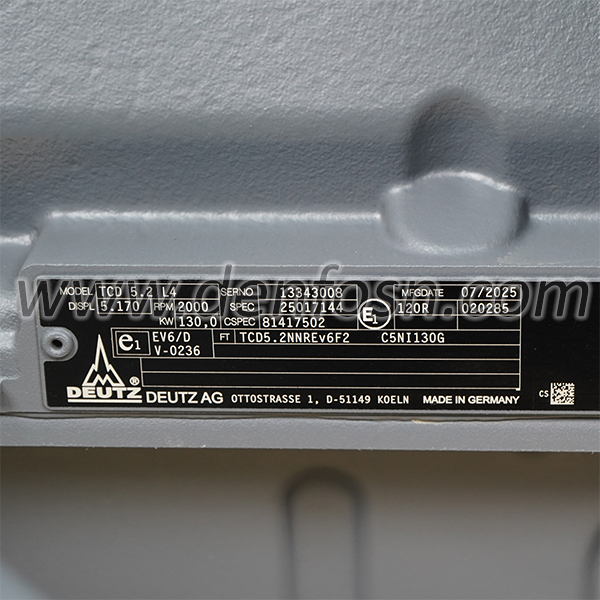 MODEL TCD 5.2 L4 SERNO 13343008 MFGDATE 07/2025
DISPL 5.170 RPM 2000 SPEC 25017144 E1 120R 020285
KW 130,0 CSPEC 81417502
e1 EV6/D FT TCD5.2NNREv6F2 C5NI130G
V-0236
DEUTZ ® DEUTZ AG OTTOSTRASSE 1, D-51149 KOELN MADE IN GERMANY CS